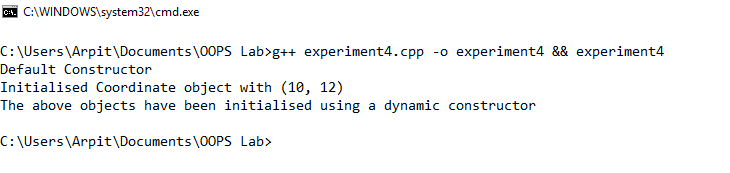 C:\WINDOWS\system32\cmd.exe
C:\Users\Arpit\Documents\OOPS Lab>g++ experiment4.cpp -o experiment4 && experiment4
Default Constructor
Initialised Coordinate object with (10, 12)
The above objects have been initialised using a dynamic constructor
C:\Users\Arpit\Documents\OOPS Lab>